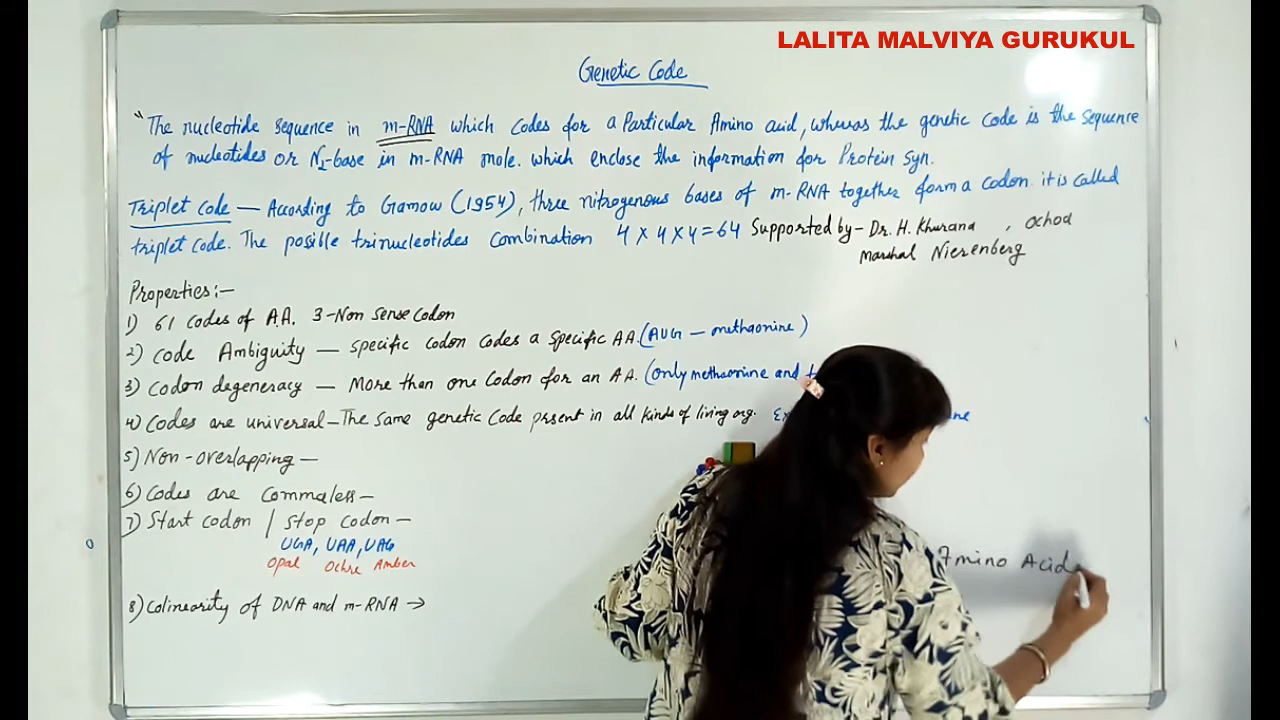 LALITA MALVIYA GURUKUL
Genetic Code
"The nucleotide sequence in m-RNA which codes for a Particular Amino acid, wheras the genetic code is the sequence
of nucleotides or N2-base in m-RNA mole. which enclose the information for Protein syn.
Triplet code — According to Gamow (1954), three nitrogenous bases of m-RNA together form a codon. it is called
triplet code. The possible trinucleotides combination 4 x 4 x 4 = 64 Supported by - Dr. H. Khurana , ochoa
marshal Nierenberg
Properties:-
1) 61 codes of A.A. 3-Non Sense Codon
2) Code Ambiguity — specific codon codes a specific AA. (AUG — methaonine)
3) Codon degeneracy — More than one Codon for an A.A. (only methaonine and
4) Codes are universal - The same genetic Code prsent in all kinds of living org.
5) Non-overlapping —
6) Codes are Commaless -
7) Start codon / Stop codon —
UGA, UAA, UAG
Opal Ochre Amber
8) Colinearity of DNA and m-RNA →
Amino Acids